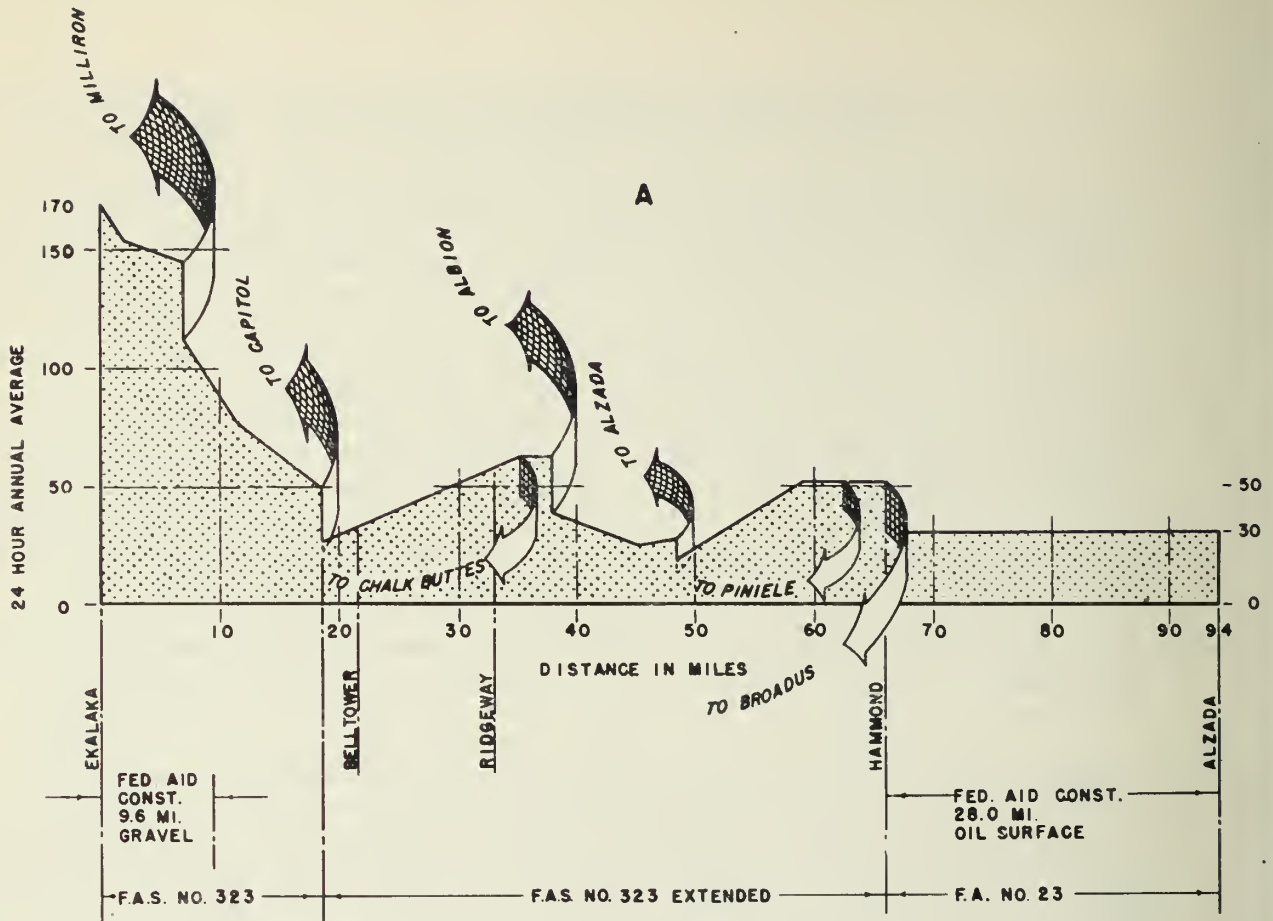 TO MILLIRON
A
170
150
100
50
0
24 HOUR ANNUAL AVERAGE
TO CAPITOL
TO ALBION
TO ALZADA
TO CHALK BUTTES
TO PINIELE
TO BROADUS
50
30
0
10 20 30 40 50 60 70 80 90 94
DISTANCE IN MILES
EKALAKA
BELLTOWER
RIDGEWAY
HAMMOND
ALZADA
FED. AID
CONST.
9.6 MI.
GRAVEL
FED. AID CONST.
28.0 MI.
OIL SURFACE
F.A.S. NO. 323
F.A.S. NO. 323 EXTENDED
F.A. NO. 23